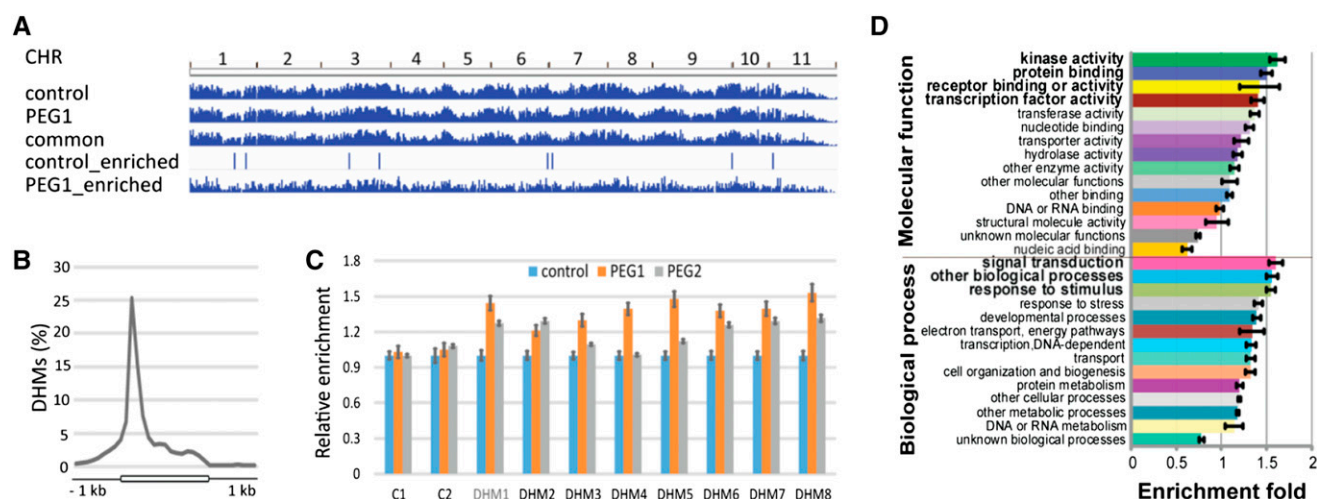 A
CHR 1 2 3 4 5 6 7 8 9 10 11
control
PEG1
common
control_enriched
PEG1_enriched
B
DHMs (%)
30
25
20
15
10
5
0
- 1 kb 1 kb
C
control PEG1 PEG2
Relative enrichment
1.8
1.5
1.2
0.9
0.6
0.3
0
C1 C2 DHM1 DHM2 DHM3 DHM4 DHM5 DHM6 DHM7 DHM8
D
Molecular function
kinase activity
protein binding
receptor binding or activity
transcription factor activity
transferase activity
nucleotide binding
transporter activity
hydrolase activity
other enzyme activity
other molecular functions
other binding
DNA or RNA binding
structural molecule activity
unknown molecular functions
nucleic acid binding
Biological process
signal transduction
other biological processes
response to stimulus
response to stress
developmental processes
electron transport, energy pathways
transcription,DNA-dependent
transport
cell organization and biogenesis
protein metabolism
other cellular processes
other metabolic processes
DNA or RNA metabolism
unknown biological processes
0 0.5 1 1.5 2
Enrichment fold